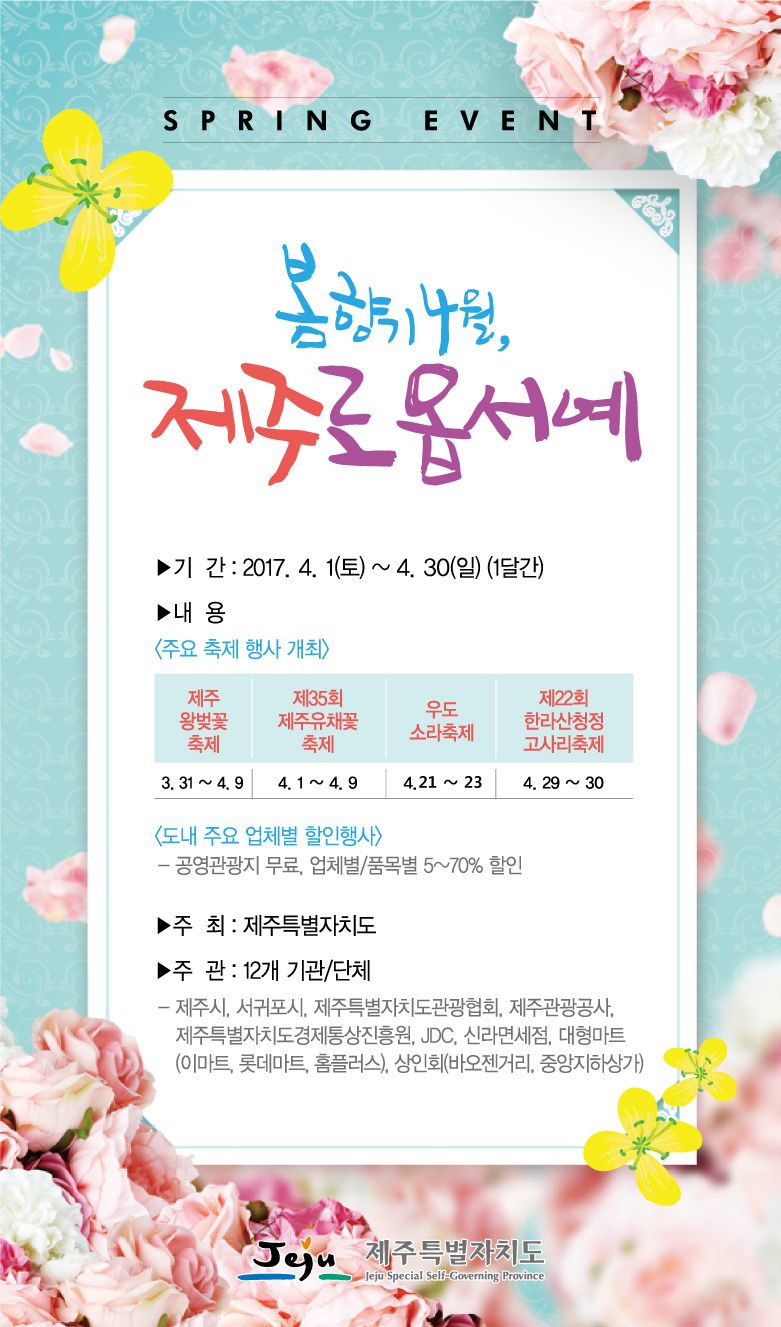 SPRING EVENT
봄향기 4월,
제주로 옵서예
▶기 간 : 2017. 4. 1(토) ~ 4. 30(일) (1달간)
▶내 용
〈주요 축제 행사 개최〉
제주 왕벚꽃 축제
제35회 제주유채꽃 축제
우도 소라축제
제22회 한라산청정 고사리축제
3. 31 ~ 4. 9
4. 1 ~ 4. 9
4.21 ~ 23
4. 29 ~ 30
〈도내 주요 업체별 할인행사〉
- 공영관광지 무료, 업체별/품목별 5~70% 할인
▶주 최 : 제주특별자치도
▶주 관 : 12개 기관/단체
- 제주시, 서귀포시, 제주특별자치도관광협회, 제주관광공사,
제주특별자치도경제통상진흥원, JDC, 신라면세점, 대형마트
(이마트, 롯데마트, 홈플러스), 상인회(바오젠거리, 중앙지하상가)
Jeju 제주특별자치도
Jeju Special Self-Governing Province